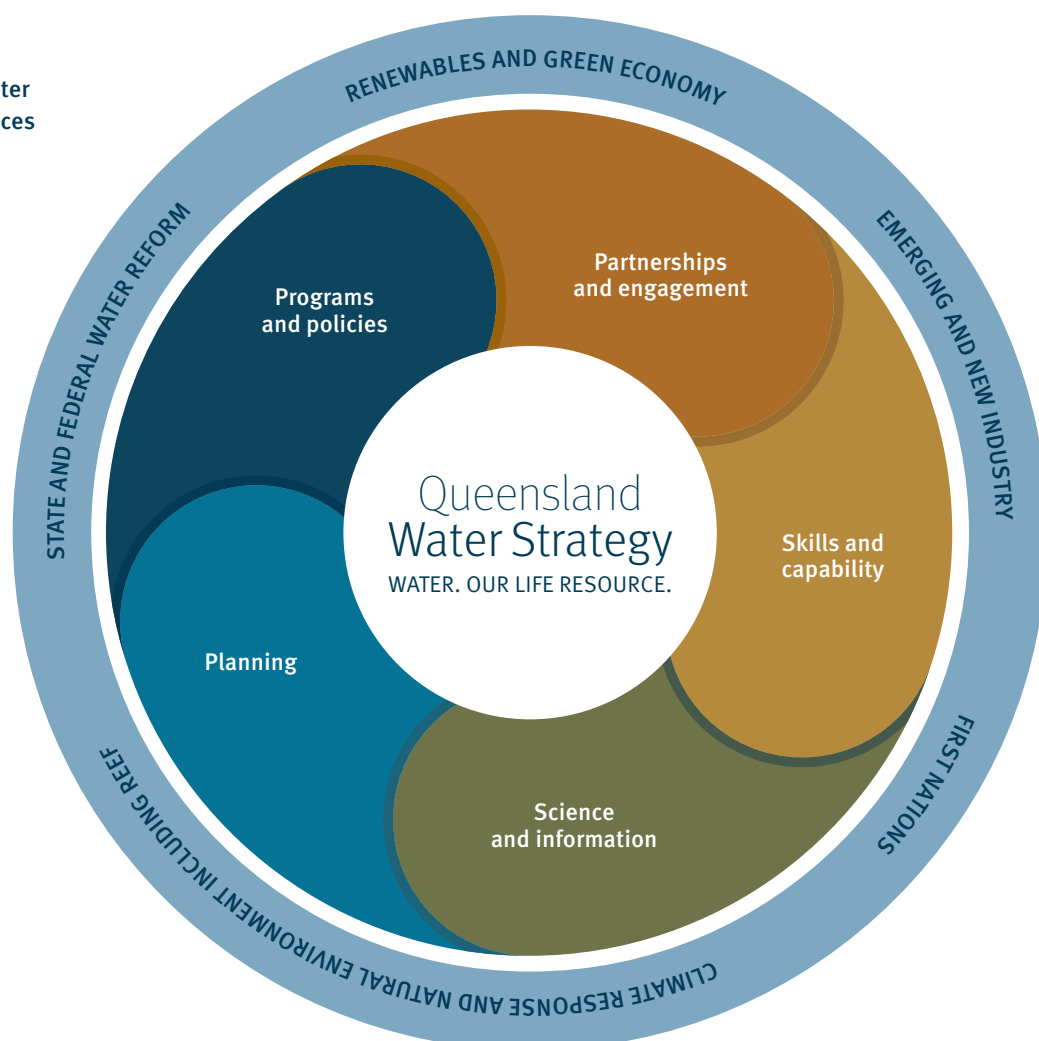 ter
ces
RENEWABLES AND GREEN ECONOMY
EMERGING AND NEW INDUSTRY
FIRST NATIONS
CLIMATE RESPONSE AND NATURAL ENVIRONMENT INCLUDING REEF
STATE AND FEDERAL WATER REFORM
Partnerships
and engagement
Skills and
capability
Science
and information
Planning
Programs
and policies
Queensland
Water Strategy
WATER. OUR LIFE RESOURCE.